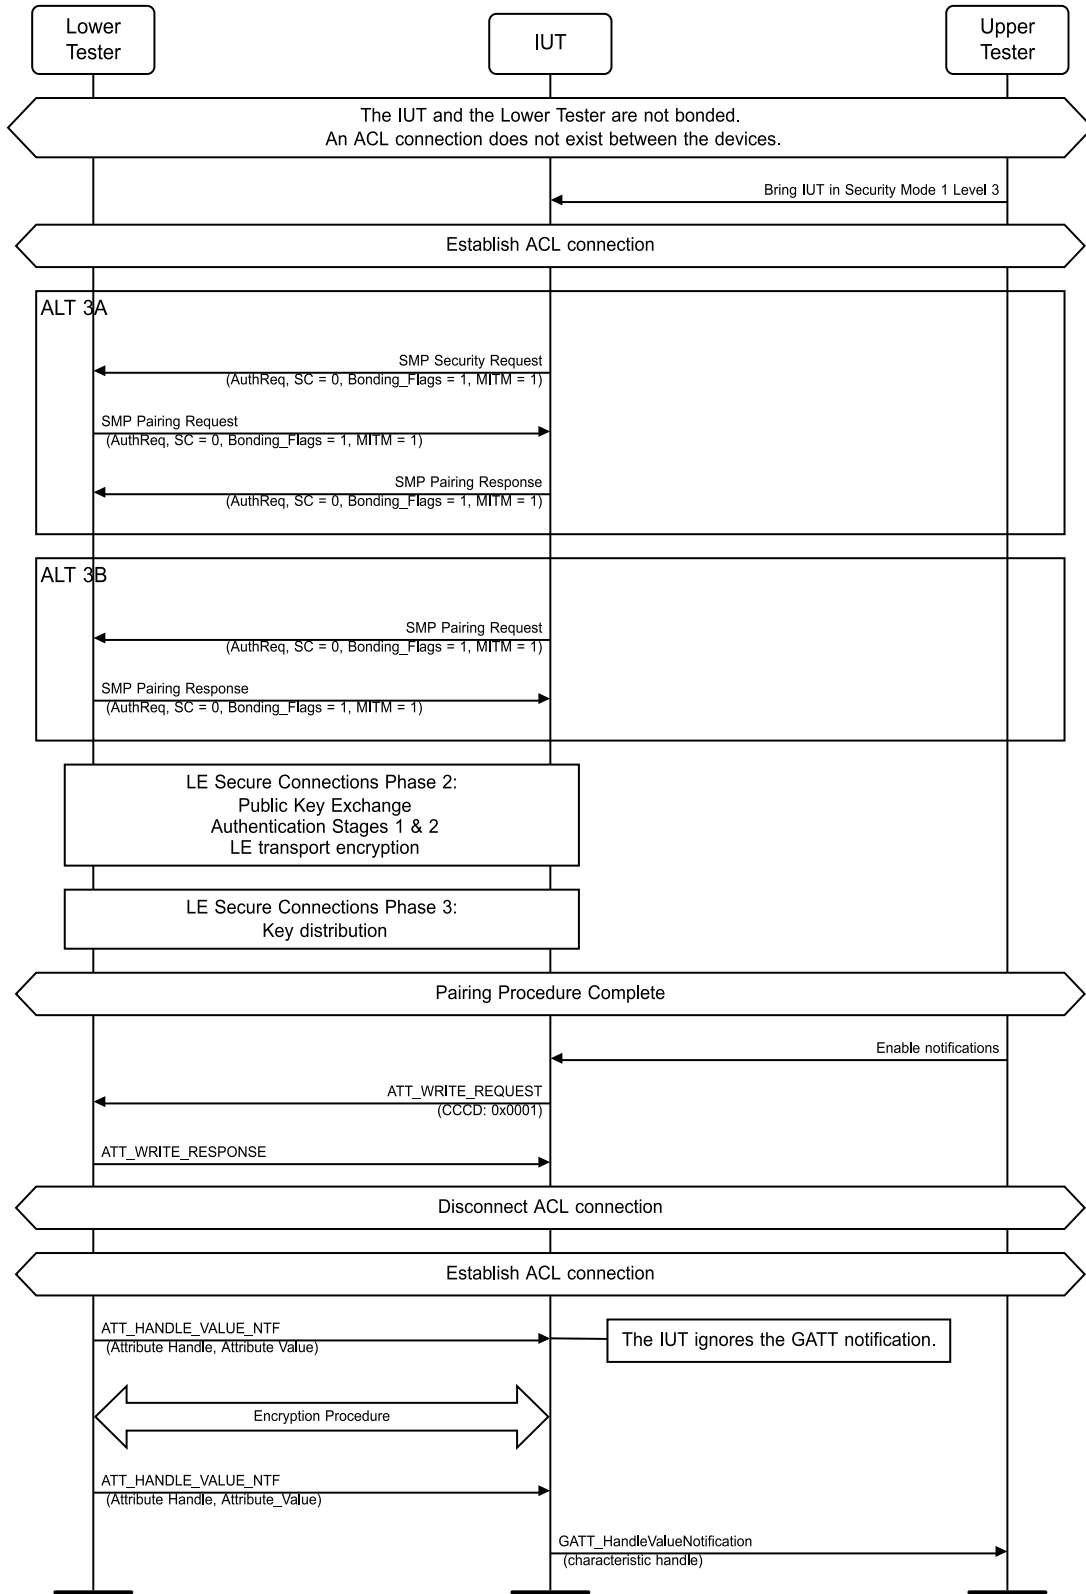 Lower
Tester
IUT
Upper
Tester
The IUT and the Lower Tester are not bonded.
An ACL connection does not exist between the devices.
Bring IUT in Security Mode 1 Level 3
Establish ACL connection
ALT 3A
SMP Security Request
(AuthReq, SC = 0, Bonding_Flags = 1, MITM = 1)
SMP Pairing Request
(AuthReq, SC = 0, Bonding_Flags = 1, MITM = 1)
SMP Pairing Response
(AuthReq, SC = 0, Bonding_Flags = 1, MITM = 1)
ALT 3B
SMP Pairing Request
(AuthReq, SC = 0, Bonding_Flags = 1, MITM = 1)
SMP Pairing Response
(AuthReq, SC = 0, Bonding_Flags = 1, MITM = 1)
LE Secure Connections Phase 2:
Public Key Exchange
Authentication Stages 1 & 2
LE transport encryption
LE Secure Connections Phase 3:
Key distribution
Pairing Procedure Complete
Enable notifications
ATT_WRITE_REQUEST
(CCCD: 0x0001)
ATT_WRITE_RESPONSE
Disconnect ACL connection
Establish ACL connection
ATT_HANDLE_VALUE_NTF
(Attribute Handle, Attribute Value)
The IUT ignores the GATT notification.
Encryption Procedure
ATT_HANDLE_VALUE_NTF
(Attribute Handle, Attribute_Value)
GATT_HandleValueNotification
(characteristic handle)